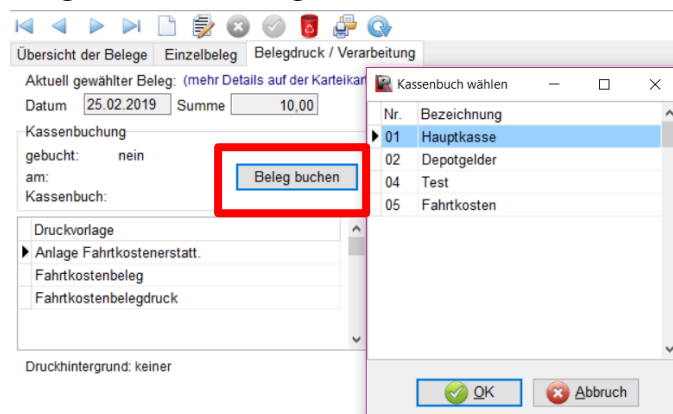 Übersicht der Belege Einzelbeleg Belegdruck / Verarbeitung
Aktuell gewählter Beleg: (mehr Details auf der Karteikar
Datum 25.02.2019 Summe 10,00
Kassenbuchung
gebucht: nein
am:
Beleg buchen
Kassenbuch:
Druckvorlage
Anlage Fahrtkostenerstatt.
Fahrtkostenbeleg
Fahrtkostenbelegdruck
Druckhintergrund: keiner
Kassenbuch wählen
Nr. Bezeichnung
01 Hauptkasse
02 Depotgelder
04 Test
05 Fahrtkosten
OK Abbruch